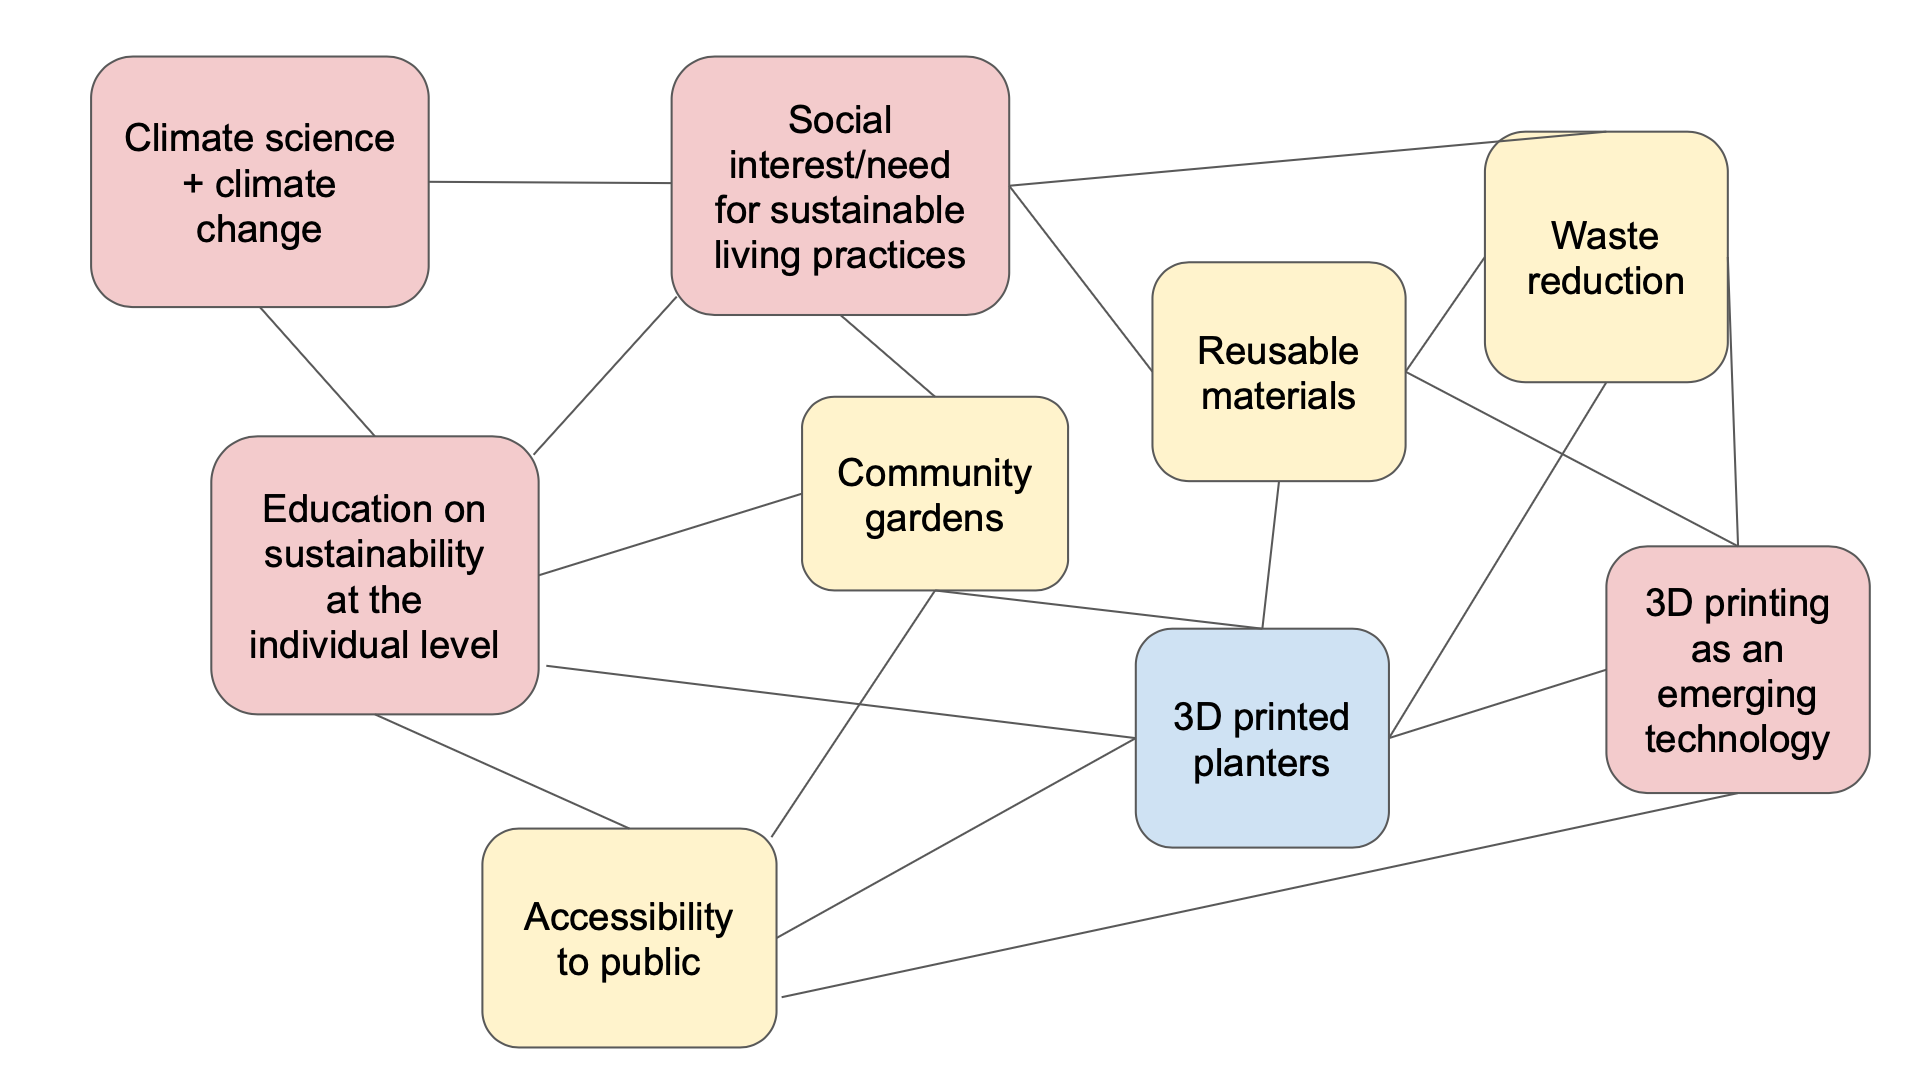 Climate science
+ climate
change
Social
interest/need
for sustainable
living practices
Waste
reduction
Reusable
materials
Community
gardens
Education on
sustainability
at the
individual level
3D printing
as an
emerging
technology
3D printed
planters
Accessibility
to public